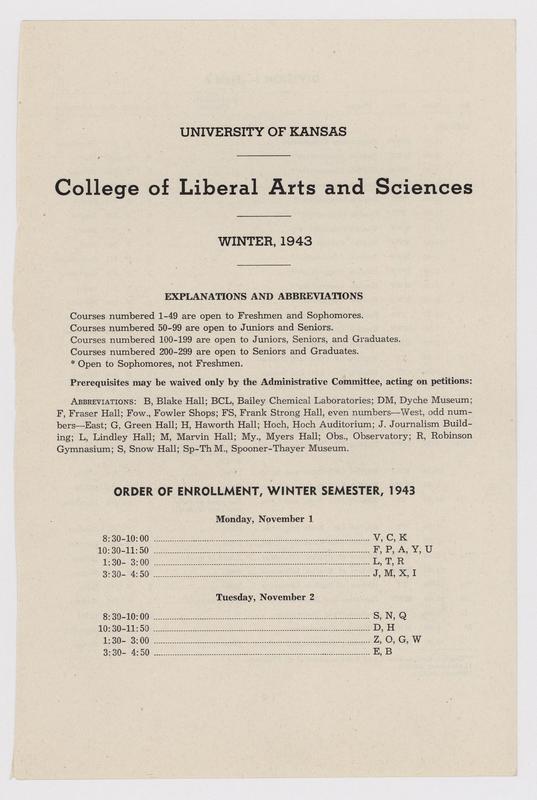 UNIVERSITY OF KANSAS
College of Liberal Arts and Sciences
WINTER, 1943
EXPLANATIONS AND ABBREVIATIONS
Courses numbered 1-49 are open to Freshmen and Sophomores.
Courses numbered 50-99 are open to Juniors and Seniors.
Courses numbered 100-199 are open to Juniors, Seniors, and Graduates.
Courses numbered 200-299 are open to Seniors and Graduates.
* Open to Sophomores, not Freshmen.
Prerequisites may be waived only by the Administrative Committee, acting on petitions:
ABBREVIATIONS: B, Blake Hall; BCL, Bailey Chemical Laboratories; DM, Dyche Museum;
F, Fraser Hall; Fow., Fowler Shops; FS, Frank Strong Hall, even numbers—West, odd num-
bers—East; G, Green Hall; H, Haworth Hall; Hoch, Hoch Auditorium; J. Journalism Build-
ing; L, Lindley Hall; M, Marvin Hall; My., Myers Hall; Obs., Observatory; R, Robinson
Gymnasium; S, Snow Hall; Sp-Th M., Spooner-Thayer Museum.
ORDER OF ENROLLMENT, WINTER SEMESTER, 1943
Monday, November 1
8:30-10:00 ........ V, C, K
10:30-11:50 ........ F, P, A, Y, U
1:30- 3:00 ........ L, T, R
3:30- 4:50 ........ J, M, X, I
Tuesday, November 2
8:30-10:00 ........ S, N, Q
10:30-11:50 ........ D, H
1:30- 3:00 ........ Z, O, G, W
3:30- 4:50 ........ E, B